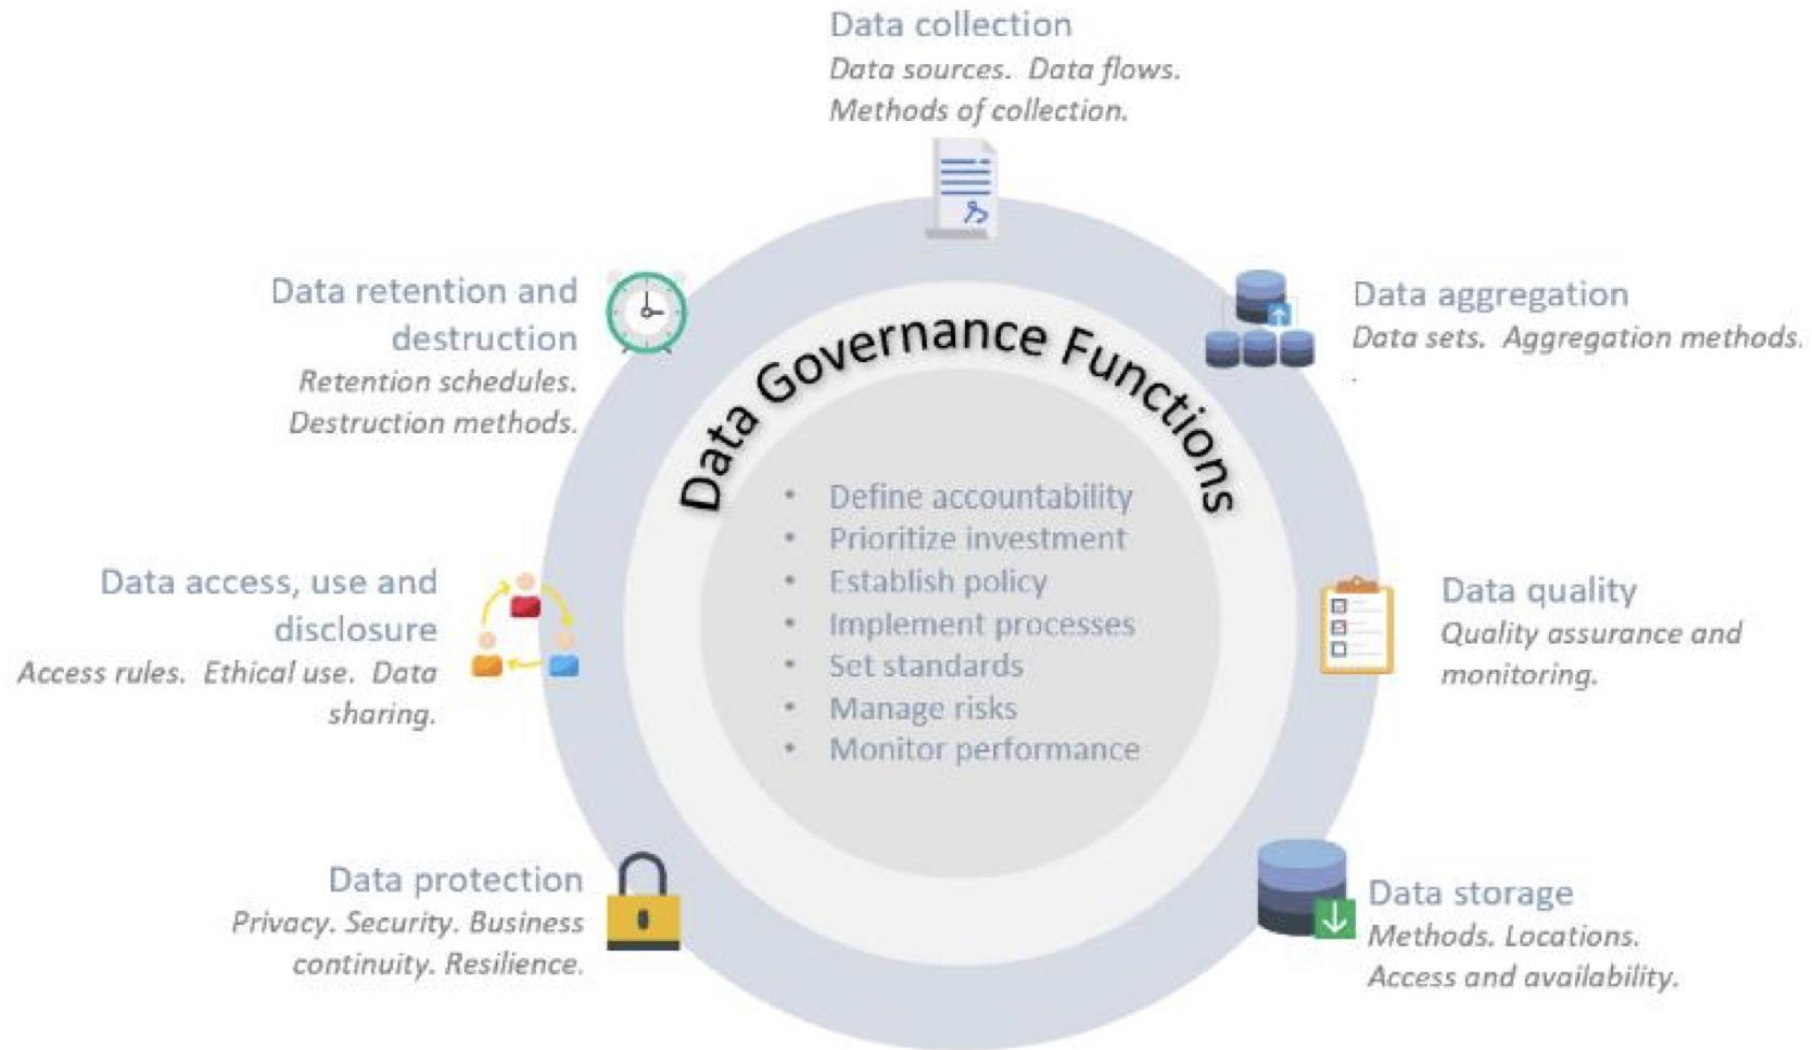 Data collection
Data sources. Data flows.
Methods of collection.
Data aggregation
Data sets. Aggregation methods.
.
Data quality
Quality assurance and
monitoring.
Data storage
Methods. Locations.
Access and availability.
Data protection
Privacy. Security. Business
continuity. Resilience.
Data access, use and
disclosure
Access rules. Ethical use. Data
sharing.
Data retention and
destruction
Retention schedules.
Destruction methods.
Data Governance Functions
• Define accountability
• Prioritize investment
• Establish policy
• Implement processes
• Set standards
• Manage risks
• Monitor performance